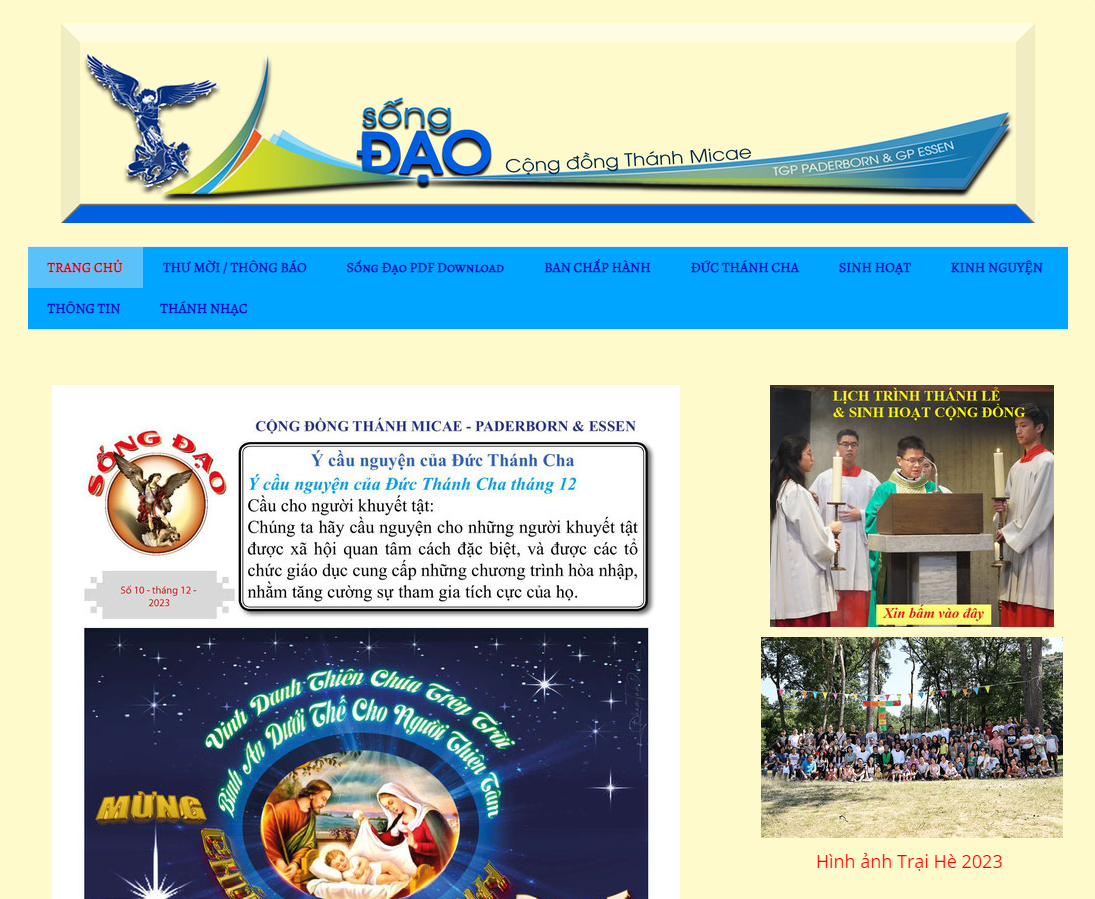 sống
ĐẠO
Cộng đồng Thánh Micae
TGP PADERBORN & GP ESSEN
TRANG CHỦ
THƯ MỜI / THÔNG BÁO
Sống Đạo PDF Download
BAN CHẤP HÀNH
ĐỨC THÁNH CHA
SINH HOẠT
KINH NGUYỆN
THÔNG TIN
THÁNH NHẠC
CỘNG ĐỒNG THÁNH MICAE - PADERBORN & ESSEN
SỐNG ĐẠO
Ý cầu nguyện của Đức Thánh Cha
Ý cầu nguyện của Đức Thánh Cha tháng 12
Cầu cho người khuyết tật:
Chúng ta hãy cầu nguyện cho những người khuyết tật
được xã hội quan tâm cách đặc biệt, và được các tổ
chức giáo dục cung cấp những chương trình hòa nhập,
nhằm tăng cường sự tham gia tích cực của họ.
Số 10 - tháng 12 -
2023
Vinh Danh Thiên Chúa Trên Trời
Bình An Dưới Thế Cho Người Thiện Tâm
MỪNG
LỊCH TRÌNH THÁNH LỄ
& SINH HOẠT CỘNG ĐỒNG
Xin bấm vào đây
Hình ảnh Trại Hè 2023